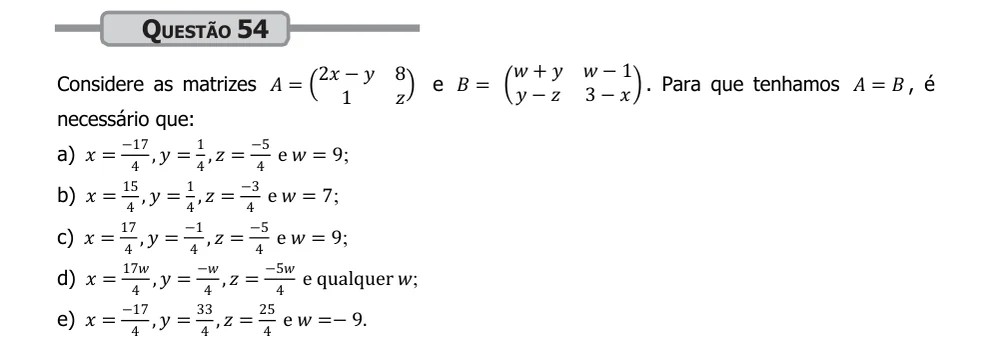 QUESTÃO 54
Considere as matrizes A = (2x − y 8 1 z) e B = (w + y w − 1 y − z 3 − x). Para que tenhamos A = B, é
necessário que:
a) x = −17/4, y = 1/4, z = −5/4 e w = 9;
b) x = 15/4, y = 1/4, z = −3/4 e w = 7;
c) x = 17/4, y = −1/4, z = −5/4 e w = 9;
d) x = 17w/4, y = −w/4, z = −5w/4 e qualquer w;
e) x = −17/4, y = 33/4, z = 25/4 e w =− 9.